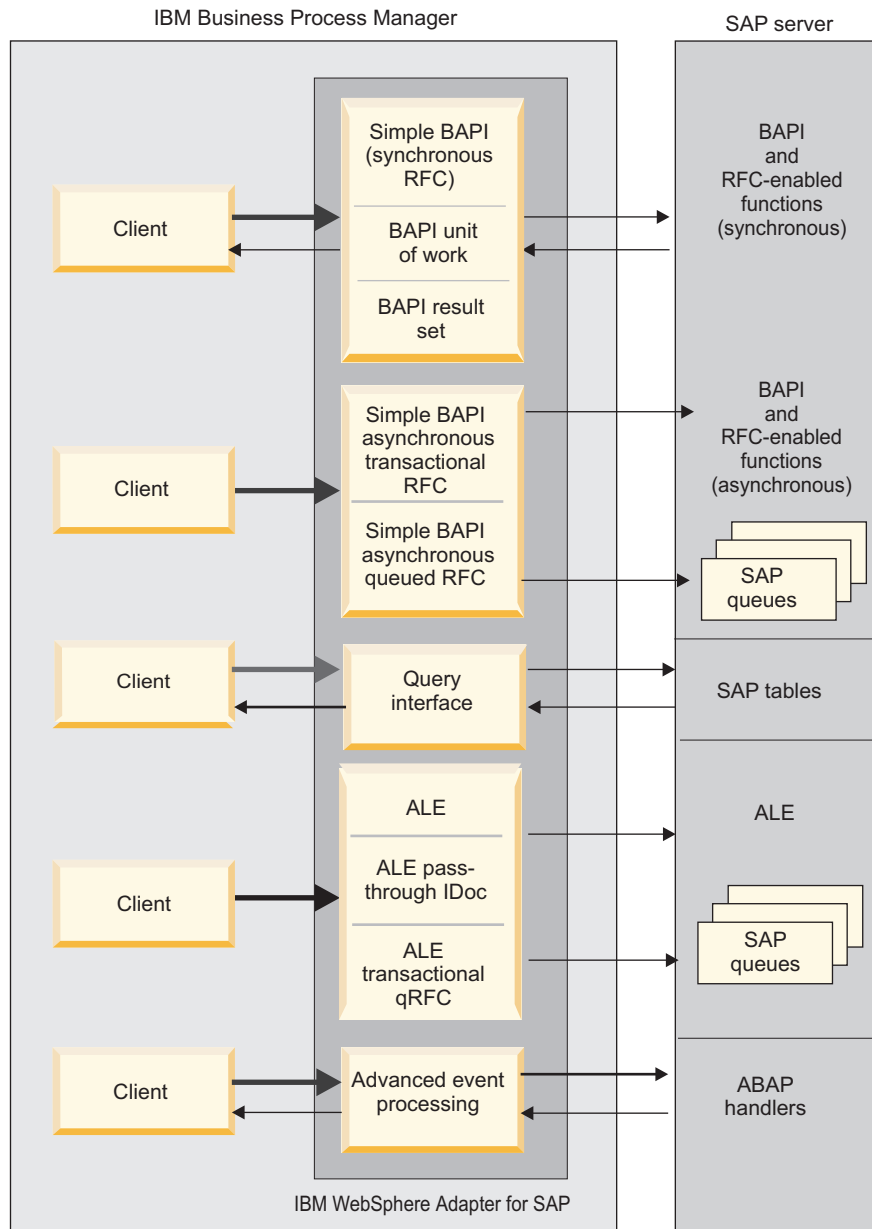 IBM Business Process Manager
SAP server
Client
Simple BAPI
(synchronous
RFC)
BAPI unit
of work
BAPI result
set
BAPI
and
RFC-enabled
functions
(synchronous)
Client
Simple BAPI
asynchronous
transactional
RFC
Simple BAPI
asynchronous
queued RFC
BAPI
and
RFC-enabled
functions
(asynchronous)
SAP
queues
Client
Query
interface
SAP tables
Client
ALE
ALE pass-
through IDoc
ALE
transactional
qRFC
ALE
SAP
queues
Client
Advanced event
processing
ABAP
handlers
IBM WebSphere Adapter for SAP